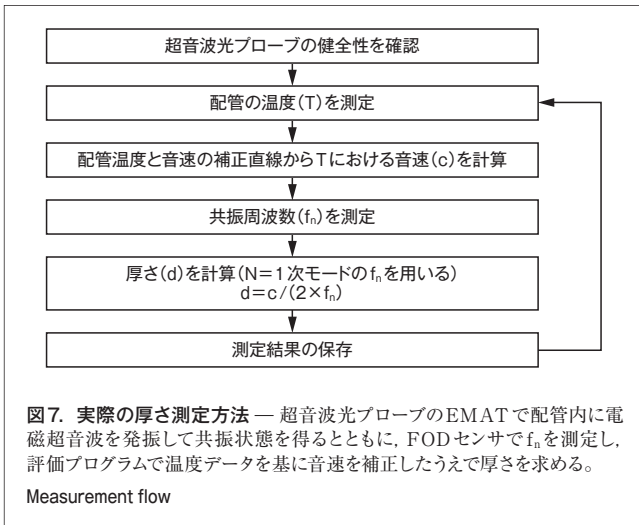 超音波光プローブの健全性を確認
配管の温度(T)を測定
配管温度と音速の補正直線からTにおける音速(c)を計算
共振周波数(fn)を測定
厚さ(d)を計算(N=1次モードのfnを用いる)
d=c/(2×fn)
測定結果の保存
図7. 実際の厚さ測定方法 — 超音波光プローブのEMATで配管内に電
磁超音波を発振して共振状態を得るとともに，FODセンサでfnを測定し，
評価プログラムで温度データを基に音速を補正したうえで厚さを求める。
Measurement flow